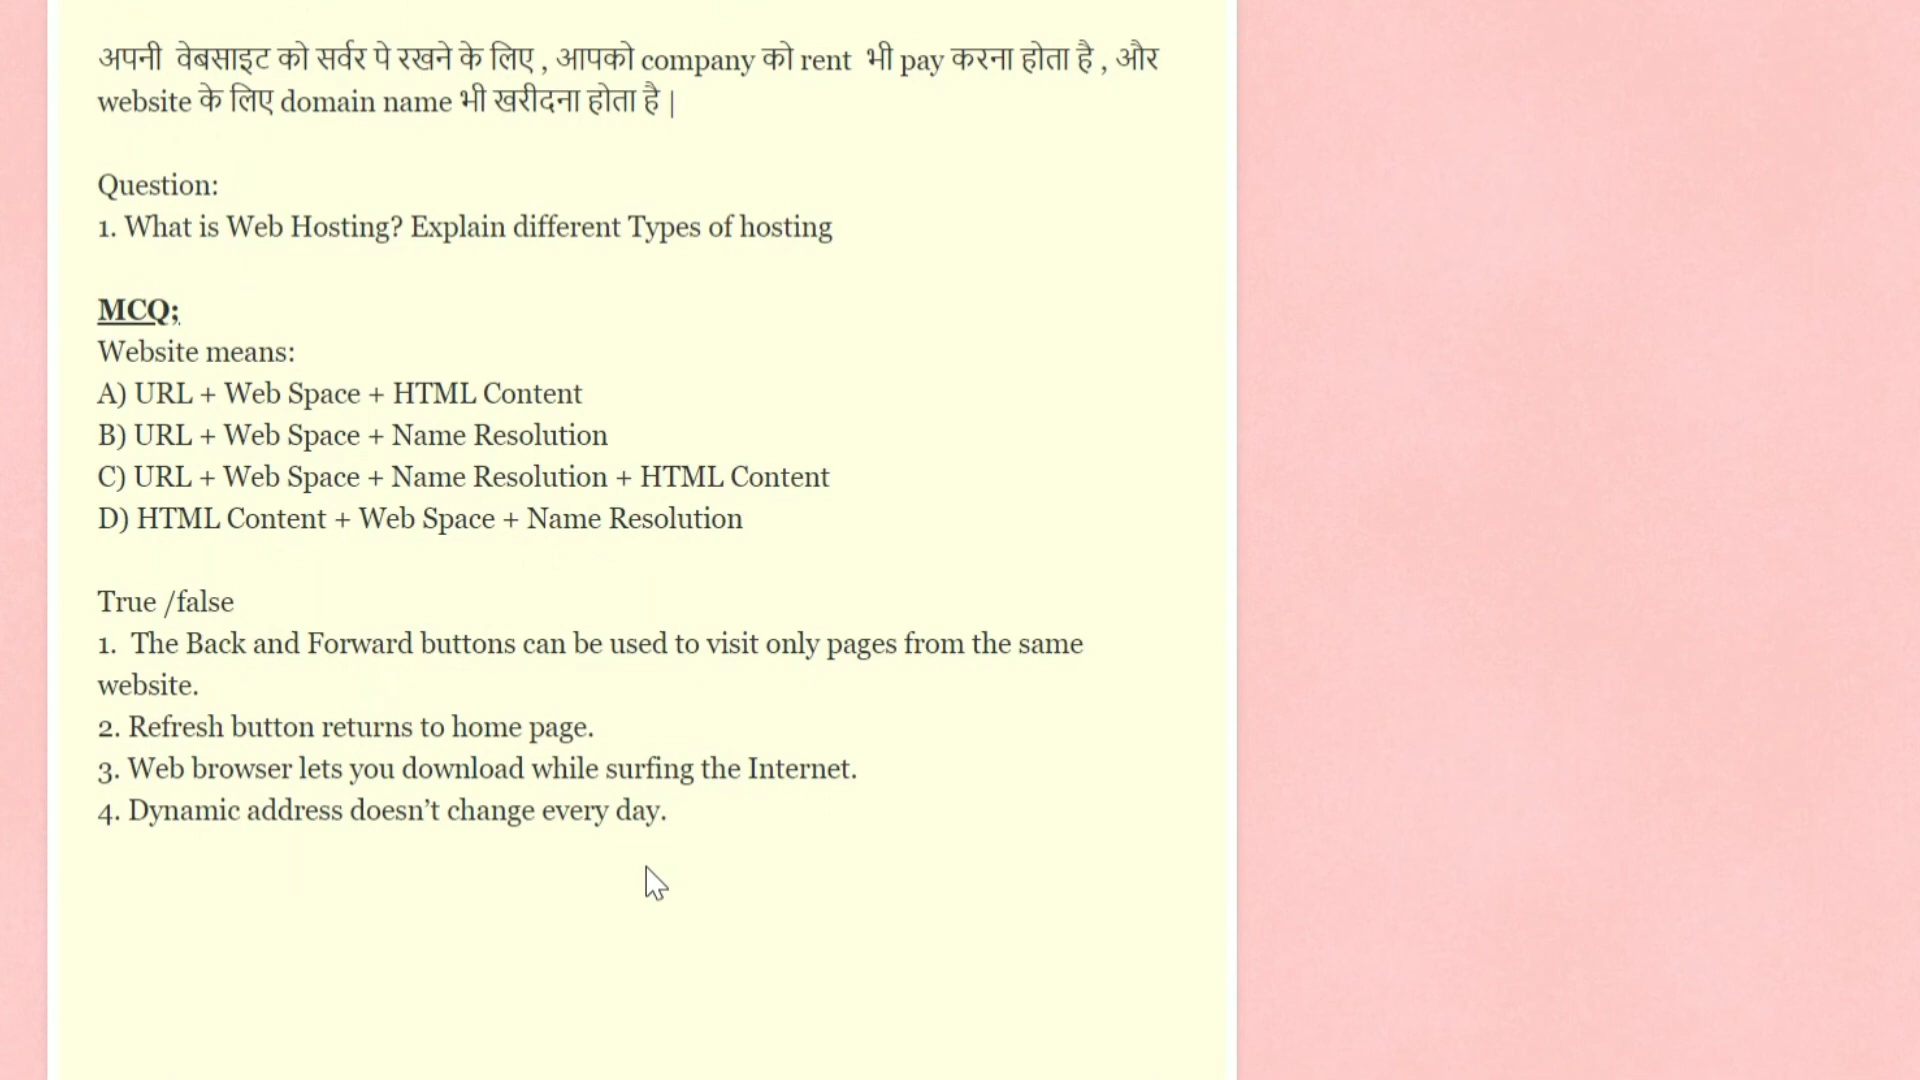 अपनी वेबसाइट को सर्वर पे रखने के लिए , आपको company को rent भी pay करना होता है , और
website के लिए domain name भी खरीदना होता है |
Question:
1. What is Web Hosting? Explain different Types of hosting
MCQ;
Website means:
A) URL + Web Space + HTML Content
B) URL + Web Space + Name Resolution
C) URL + Web Space + Name Resolution + HTML Content
D) HTML Content + Web Space + Name Resolution
True /false
1. The Back and Forward buttons can be used to visit only pages from the same
website.
2. Refresh button returns to home page.
3. Web browser lets you download while surfing the Internet.
4. Dynamic address doesn’t change every day.